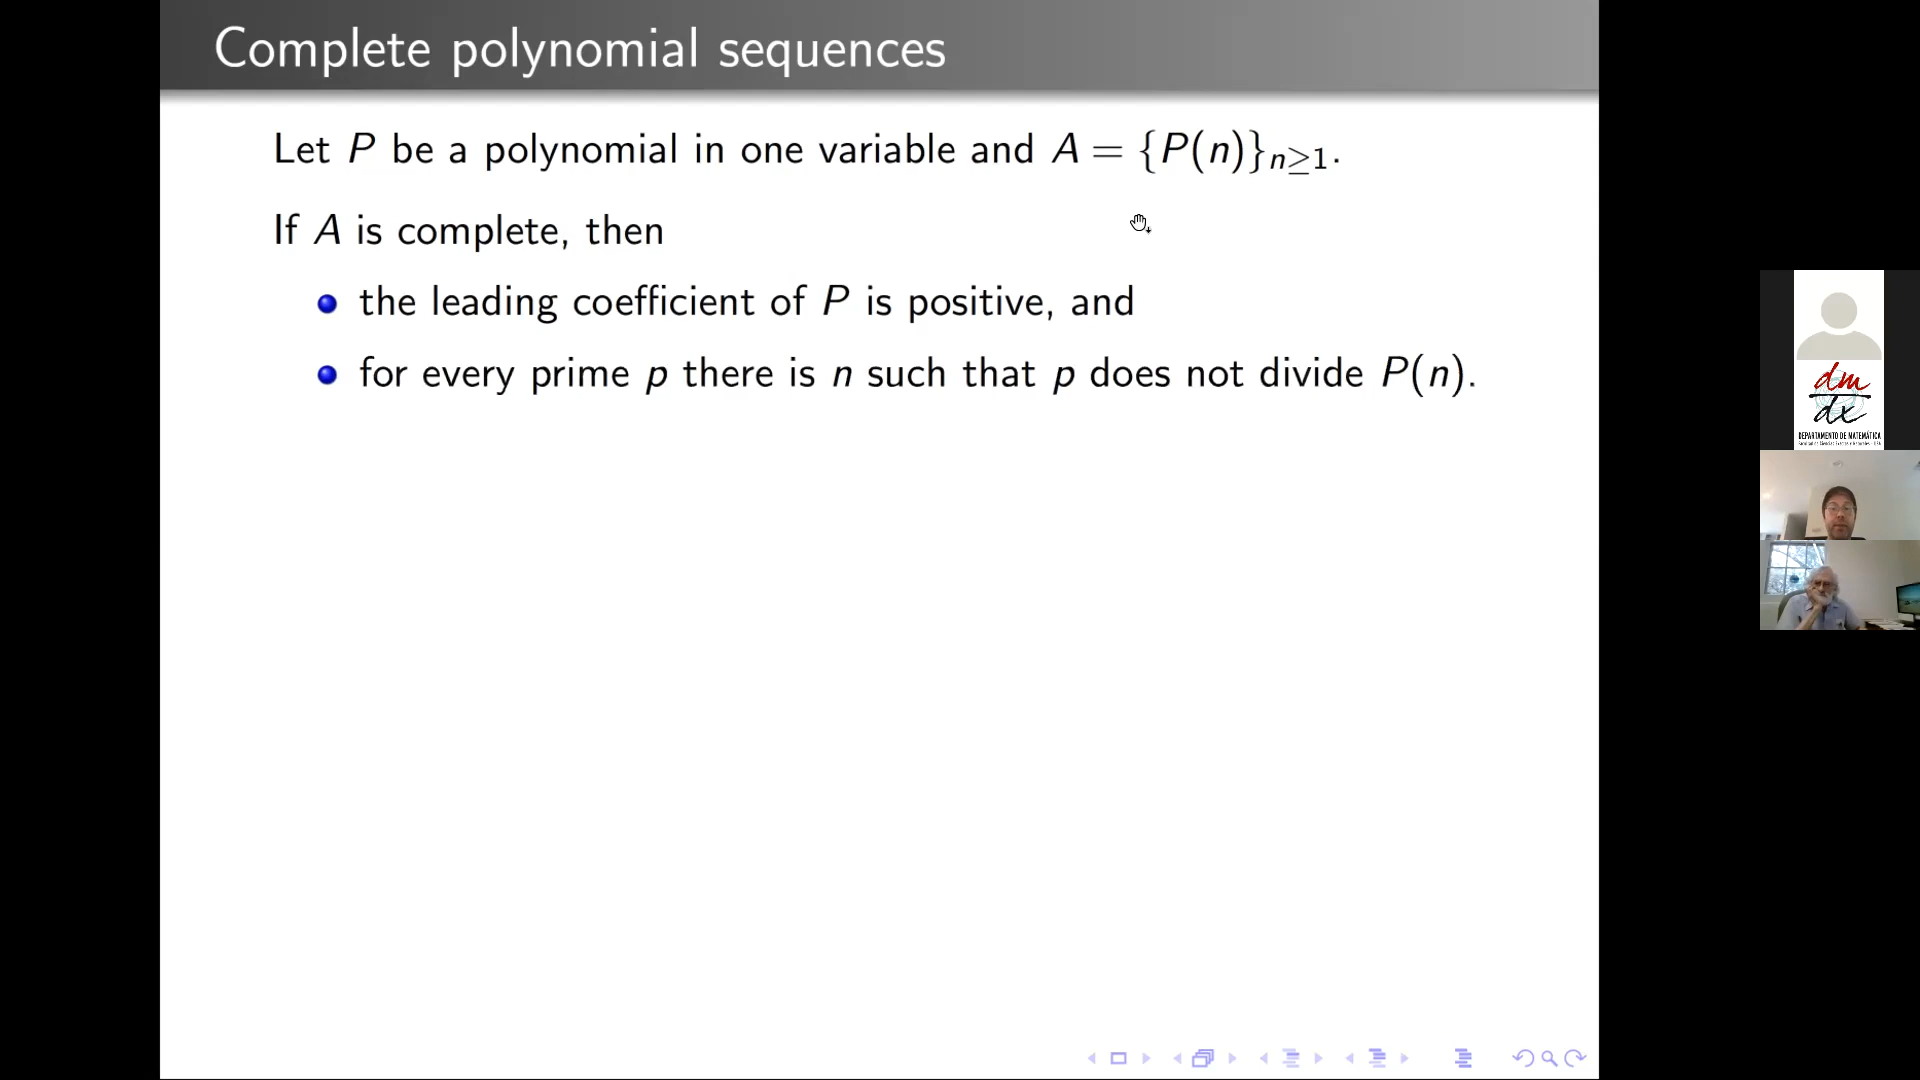 Complete polynomial sequences
Let P be a polynomial in one variable and A = {P(n)}n≥1.
If A is complete, then
the leading coefficient of P is positive, and
for every prime p there is n such that p does not divide P(n).
dm
dx
DEPARTAMENTO DE MATEMÁTICA